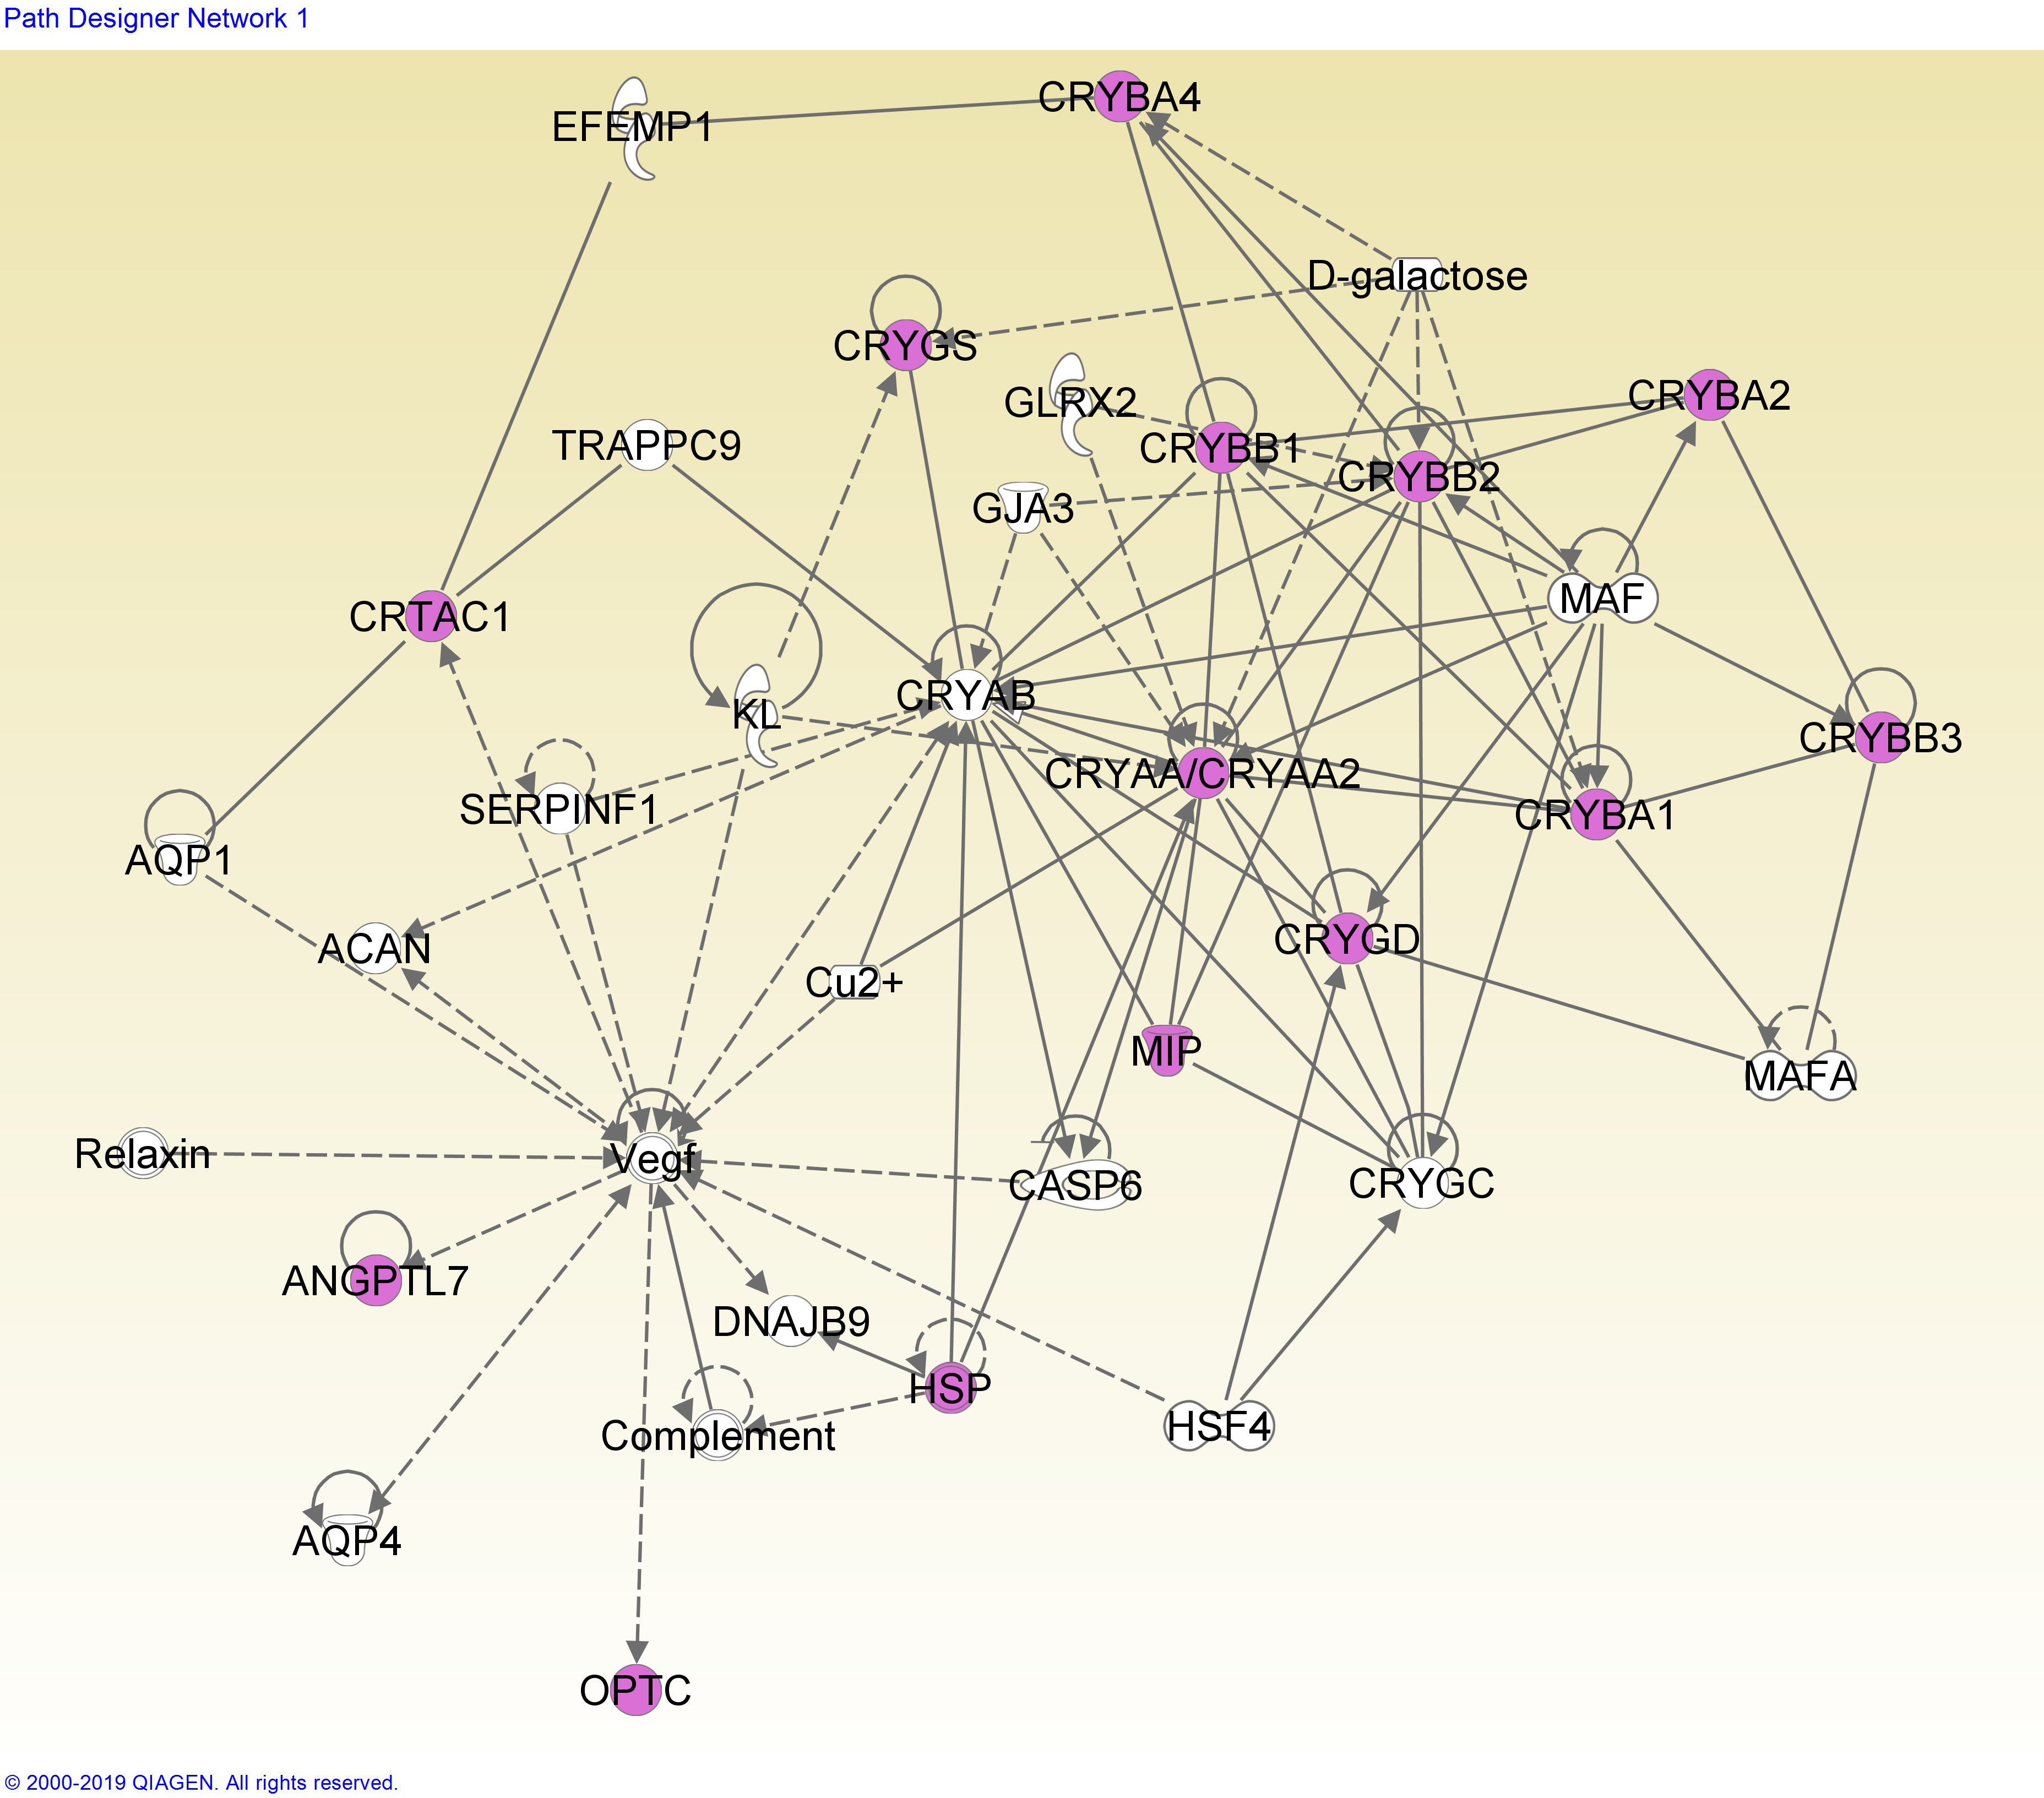 Path Designer Network 1
CRYBA4
EFEMP1
D-galactose
CRYGS
GLRX2
CRYBA2
TRAPPC9
CRYBB1
CRYBB2
GJA3
MAF
CRTAC1
CRYAB
KL
CRYBB3
CRYAA/CRYAA2
SERPINF1
CRYBA1
AQP1
CRYGD
ACAN
Cu2+
MIP
MAFA
Relaxin
Vegf
CASP6
CRYGC
ANGPTL7
DNAJB9
HSP
HSF4
Complement
AQP4
OPTC
© 2000-2019 QIAGEN. All rights reserved.